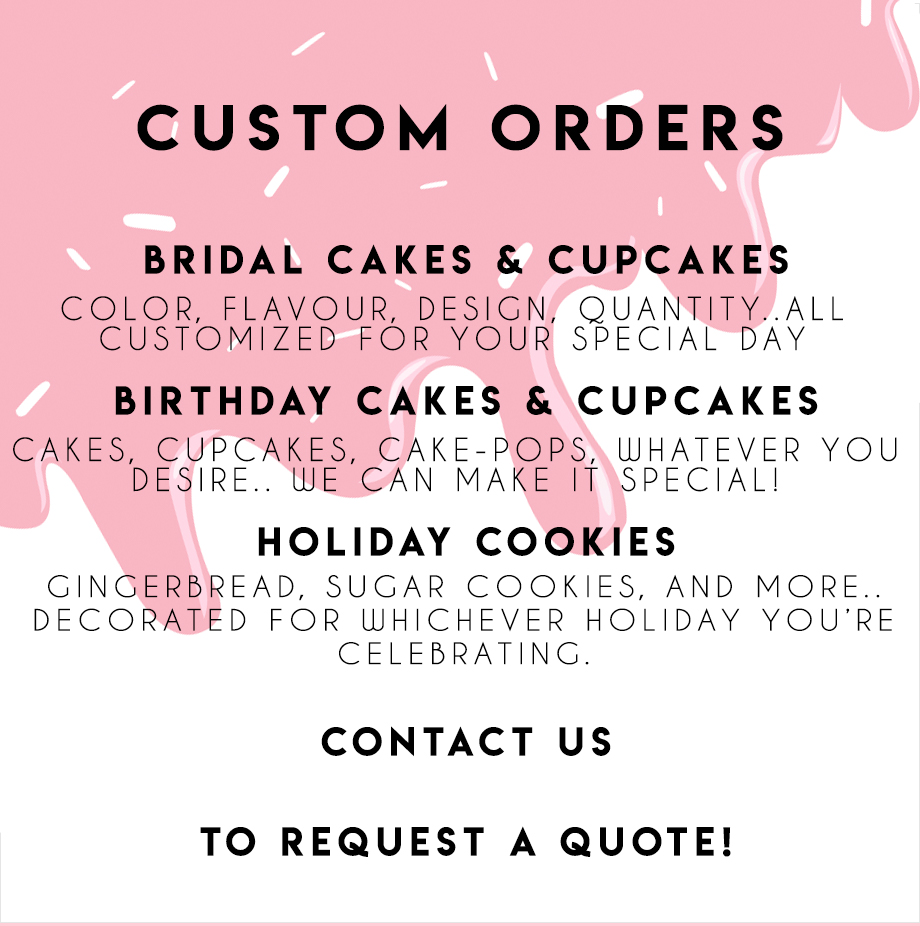 CUSTOM ORDERS
BRIDAL CAKES & CUPCAKES
COLOR, FLAVOUR, DESIGN, QUANTITY..ALL
CUSTOMIZED FOR YOUR SPECIAL DAY
BIRTHDAY CAKES & CUPCAKES
CAKES, CUPCAKES, CAKE-POPS, WHATEVER YOU
DESIRE.. WE CAN MAKE IT SPECIAL!
HOLIDAY COOKIES
GINGERBREAD, SUGAR COOKIES, AND MORE..
DECORATED FOR WHICHEVER HOLIDAY YOU'RE
CELEBRATING.
CONTACT US
TO REQUEST A QUOTE!